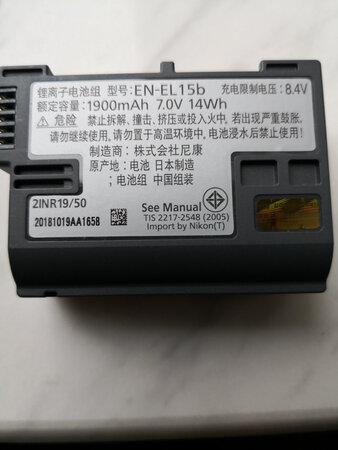 锂离子电池组 型号:EN-EL15b 充电限制电压:8.4V
额定容量:1900mAh 7.0V 14Wh
⚠ 危险 禁止拆解、撞击、挤压或投入火中。若严重鼓胀,
请勿继续使用。请勿置于高温环境中,电池浸水后禁止使用!
制造商:株式会社尼康
原产地:电池 日本制造
;电池组 中国组装
2INR19/50
20181019AA1658
See Manual
TIS 2217-2548 (2005)
Import by Nikon(T)